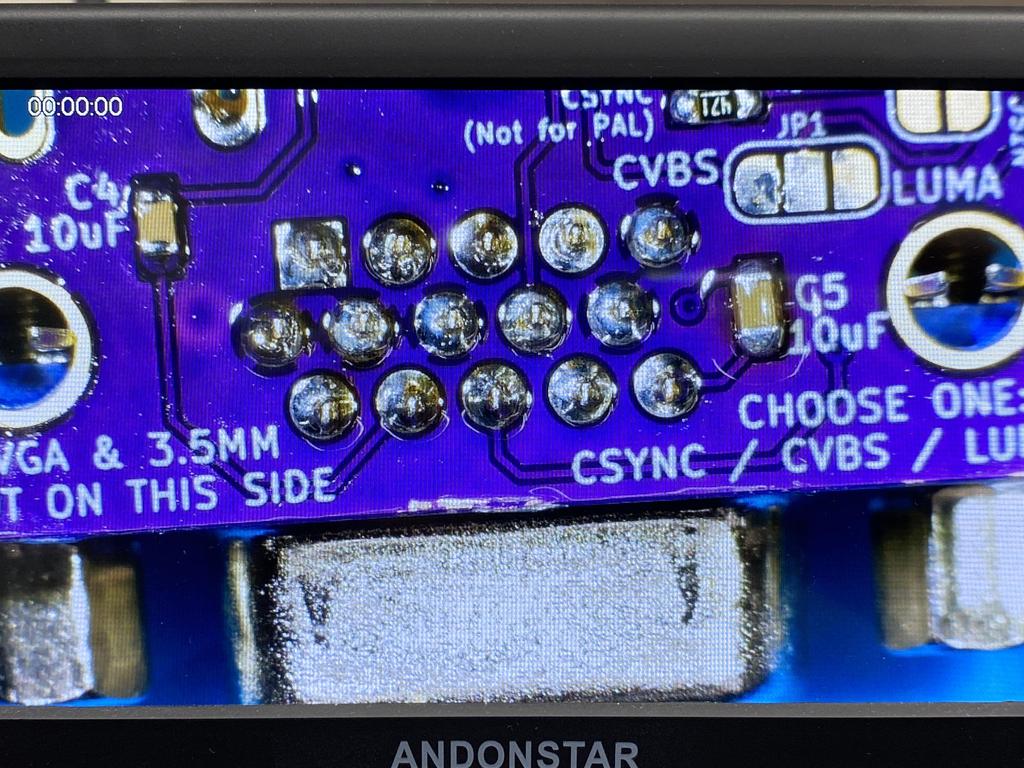 00:00:00
CSYNC
(Not for PAL)
JP1
CVBS
LUMA
C4
10uF
C5
10uF
CHOOSE ONE:
CSYNC / CVBS / LU
VGA & 3.5MM
T ON THIS SIDE
ANDONSTAR